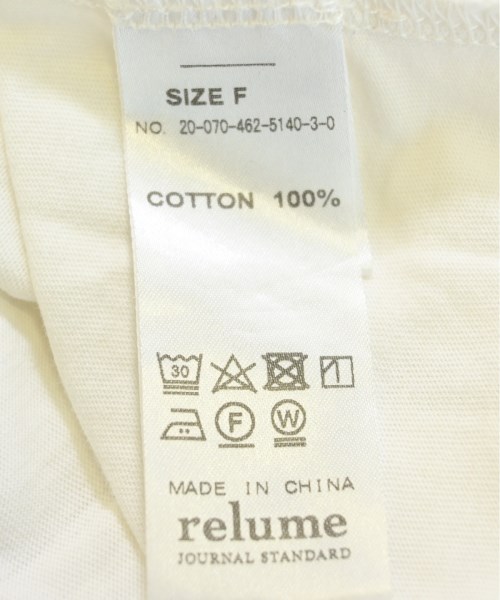 SIZE F
NO. 20-070-462-5140-3-0
COTTON 100%
30
F W
MADE IN CHINA
relume
JOURNAL STANDARD